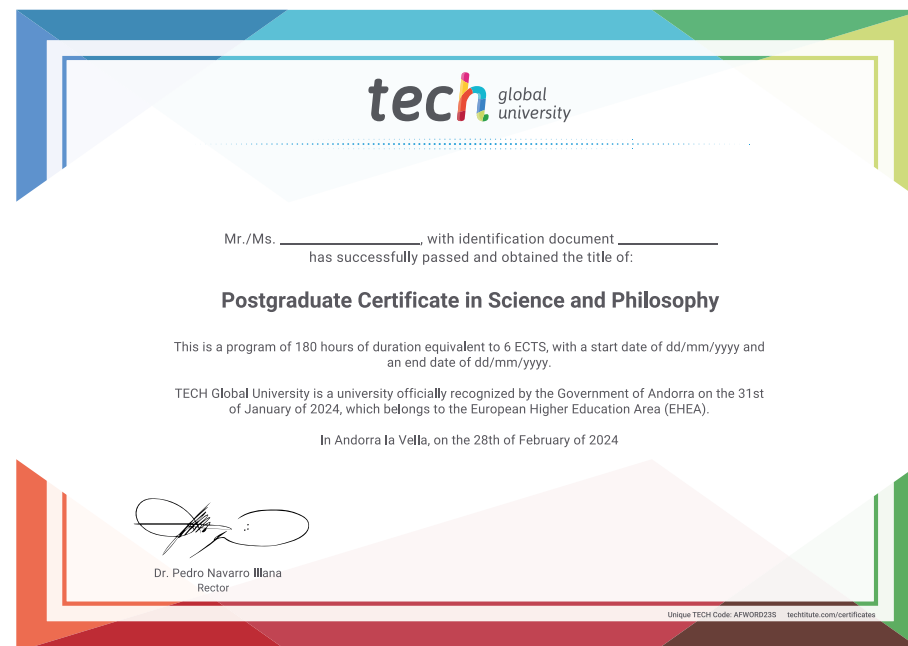 tech global university
Mr./Ms. ____________, with identification document ____________
has successfully passed and obtained the title of:
Postgraduate Certificate in Science and Philosophy
This is a program of 180 hours of duration equivalent to 6 ECTS, with a start date of dd/mm/yyyy and
an end date of dd/mm/yyyy.
TECH Global University is a university officially recognized by the Government of Andorra on the 31st
of January of 2024, which belongs to the European Higher Education Area (EHEA).
In Andorra la Vella, on the 28th of February of 2024
Dr. Pedro Navarro Illana
Rector
Unique TECH Code: AFWORD23S techtitute.com/certificates